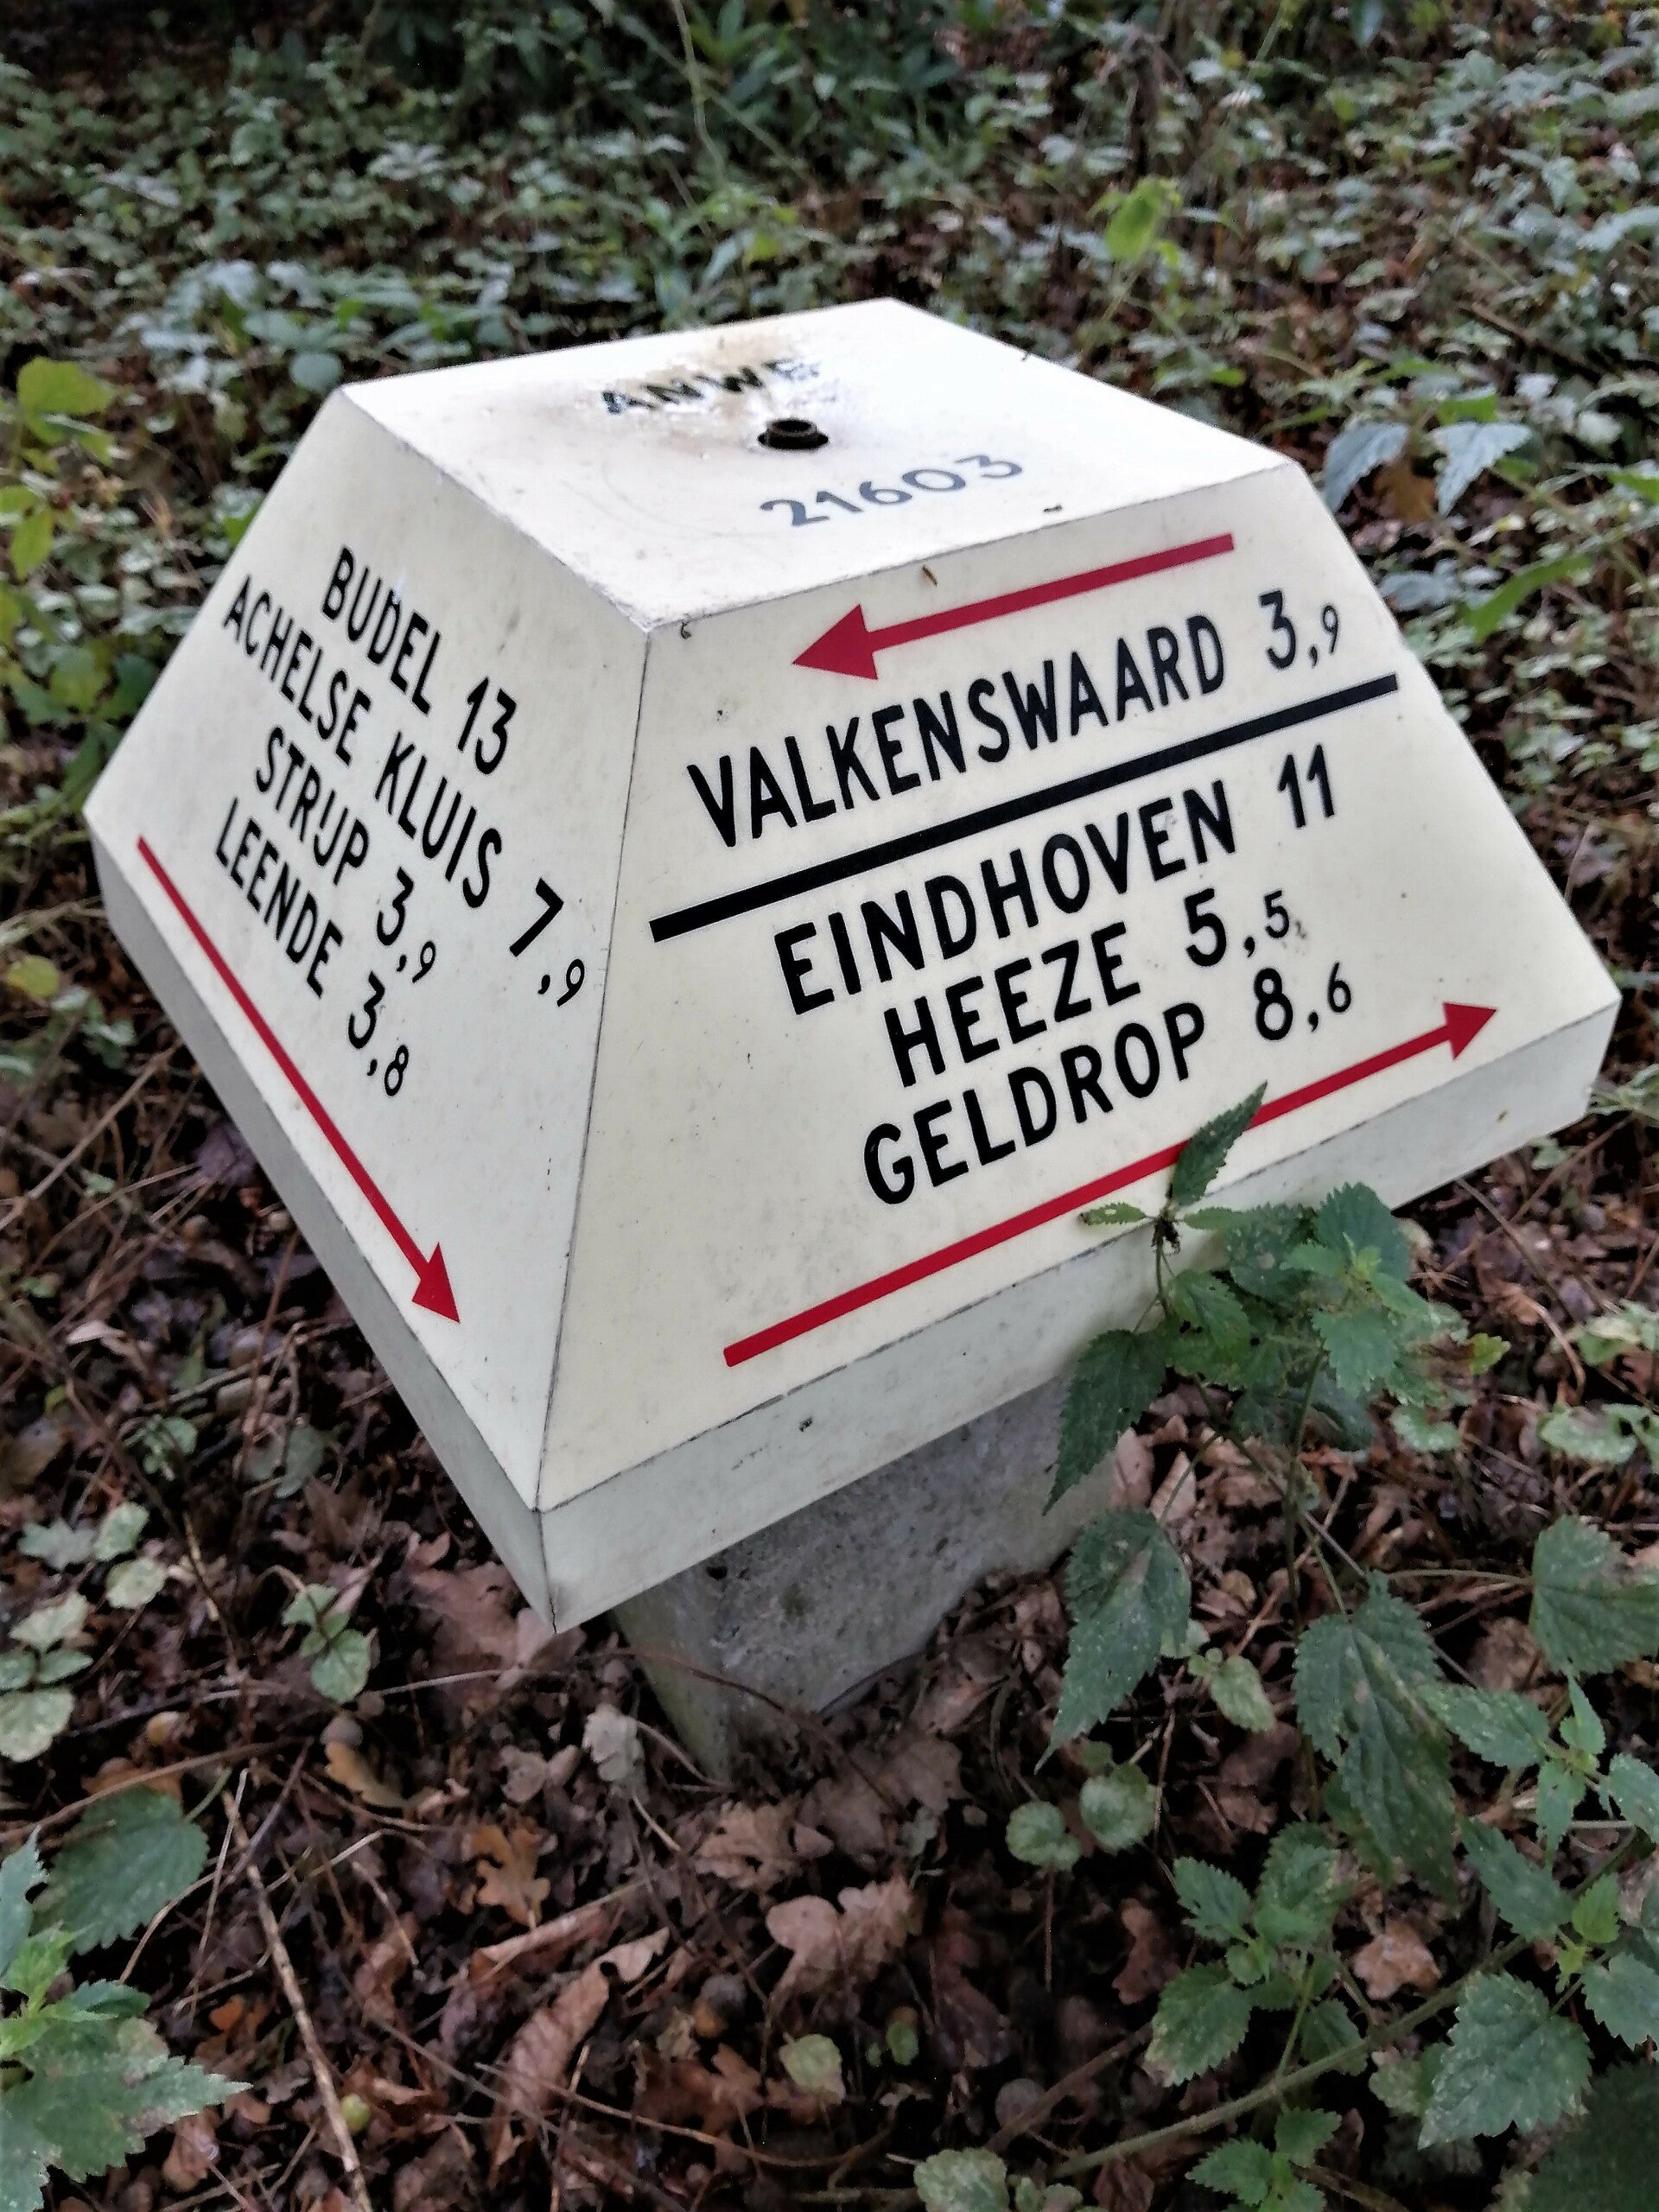 ANWB
21603
BUDEL 13
ACHELSE KLUIS 7,9
STRIJP 3,9
LEENDE 3,8
VALKENSWAARD 3,9
EINDHOVEN 11
HEEZE 5,5
GELDROP 8,6